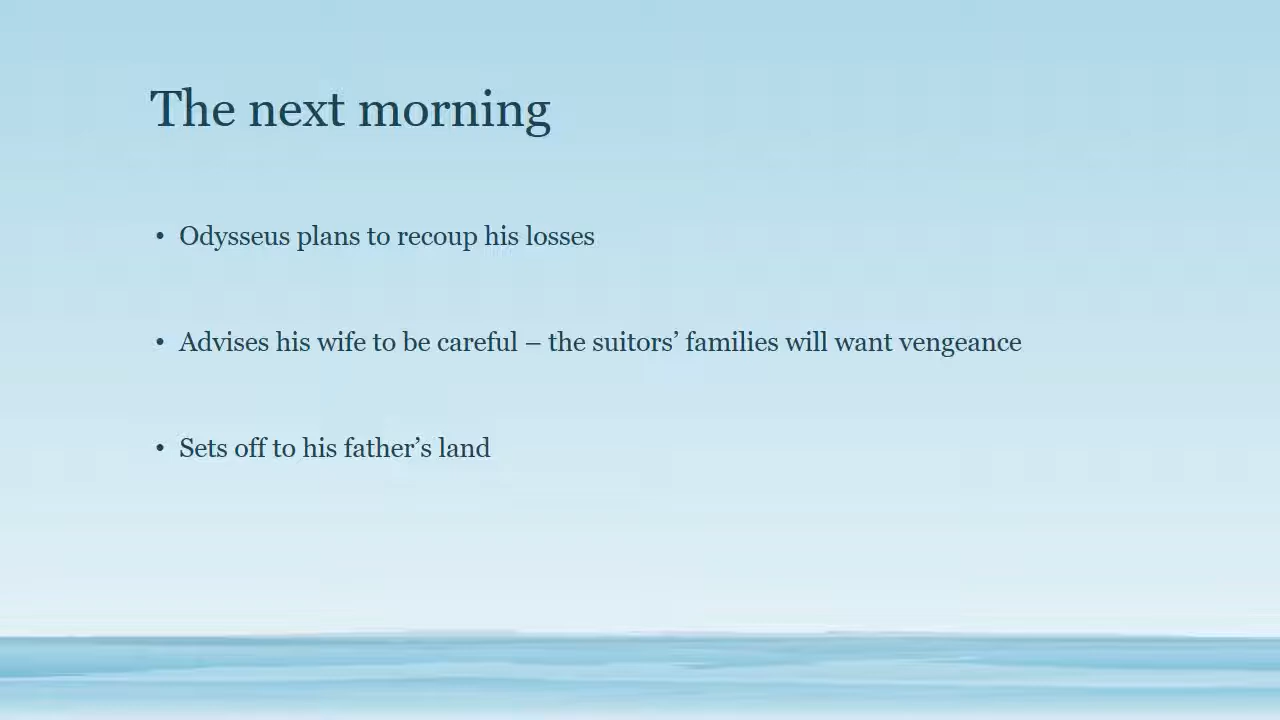 The next morning
• Odysseus plans to recoup his losses
• Advises his wife to be careful – the suitors’ families will want vengeance
• Sets off to his father’s land